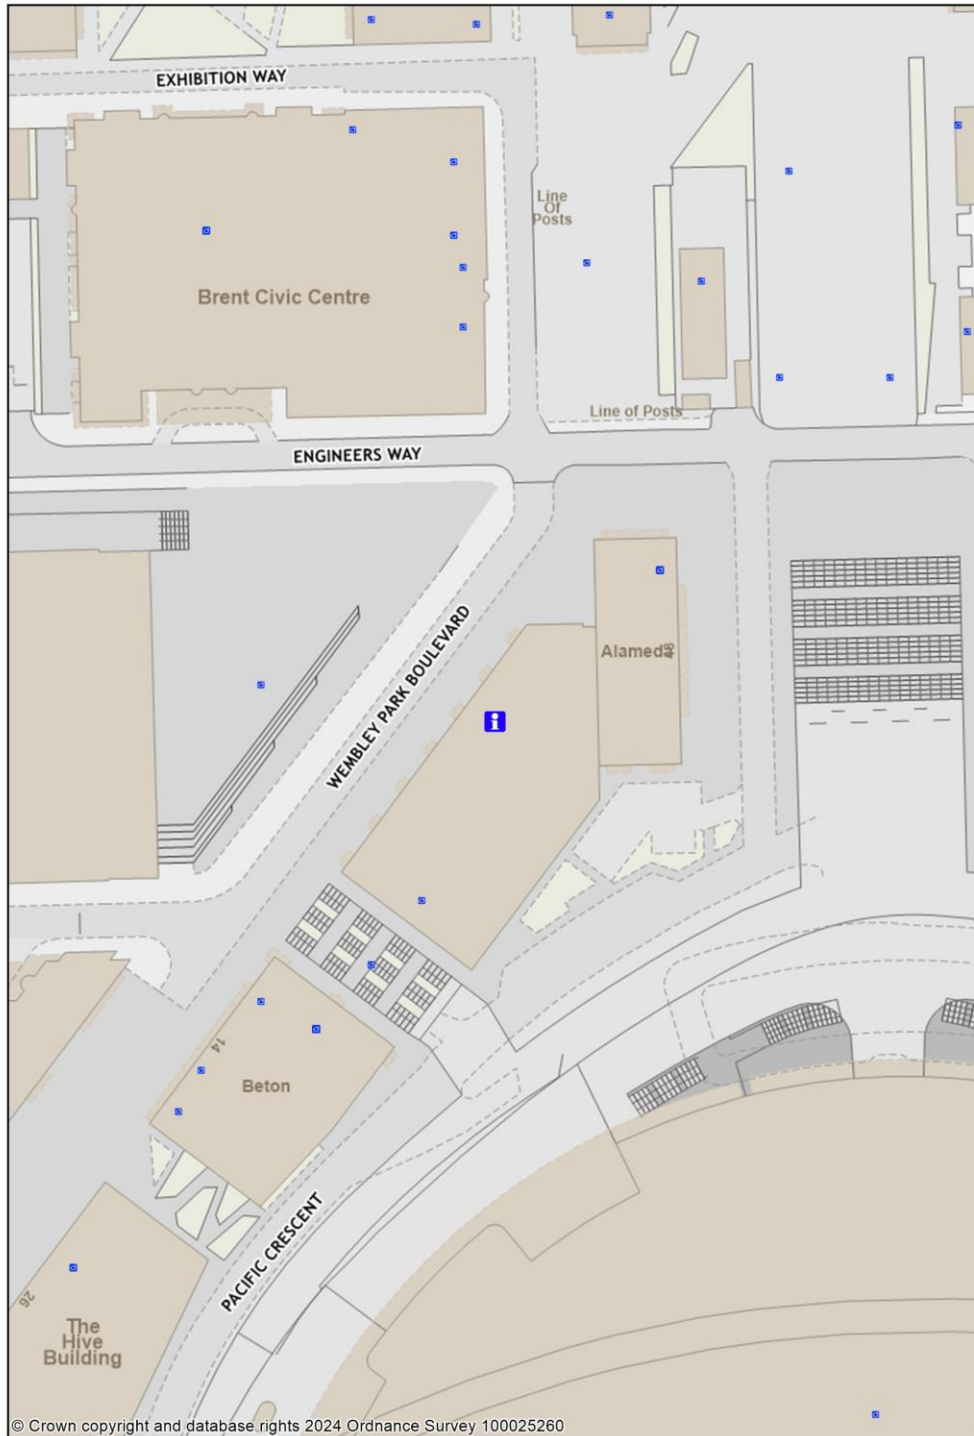 EXHIBITION WAY
Line
Of
Posts
Brent Civic Centre
Line of Posts
ENGINEERS WAY
WEMBLEY PARK BOULEVARD
Alameda
48
i
14
Beton
PACIFIC CRESCENT
26
The
Hive
Building
© Crown copyright and database rights 2024 Ordnance Survey 100025260